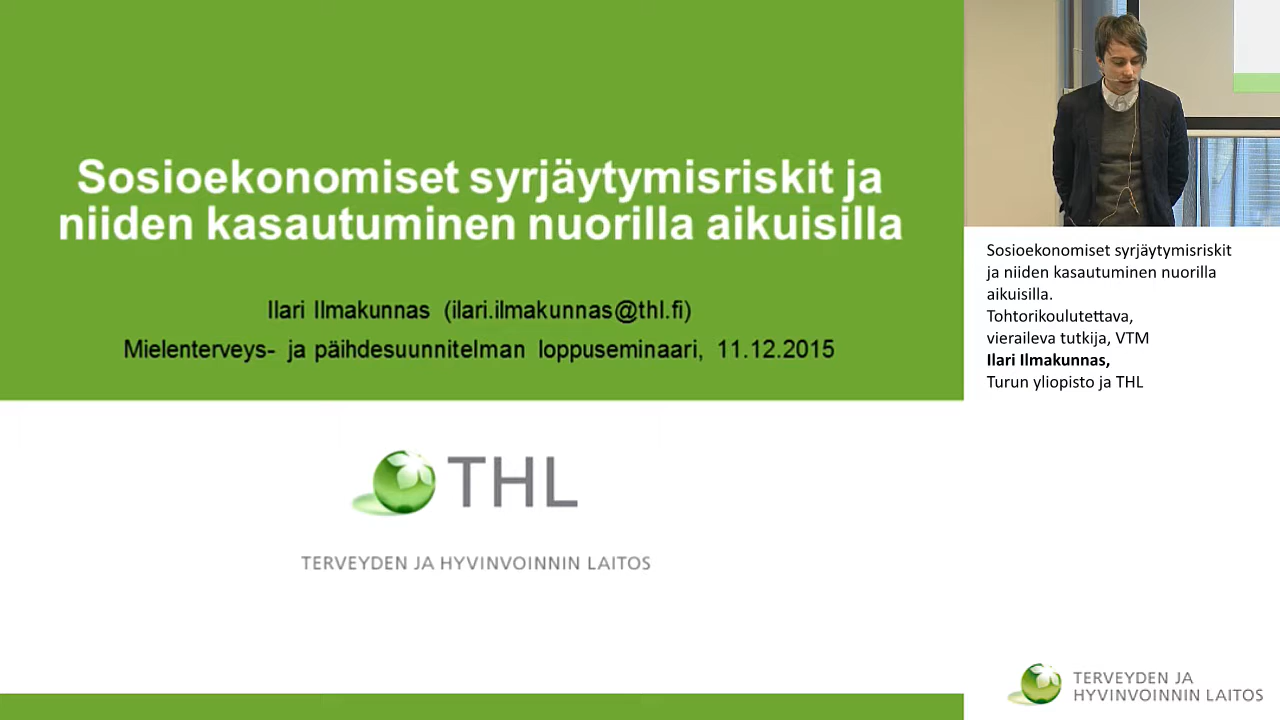 Sosioekonomiset syrjäytymisriskit ja
niiden kasautuminen nuorilla aikuisilla
Ilari Ilmakunnas (ilari.ilmakunnas@thl.fi)
Mielenterveys- ja päihdesuunnitelman loppuseminaari, 11.12.2015
THL
TERVEYDEN JA HYVINVOINNIN LAITOS
Sosioekonomiset syrjäytymisriskit
ja niiden kasautuminen nuorilla
aikuisilla.
Tohtorikoulutettava,
vieraileva tutkija, VTM
Ilari Ilmakunnas,
Turun yliopisto ja THL
TERVEYDEN JA
HYVINVOINNIN LAITOS